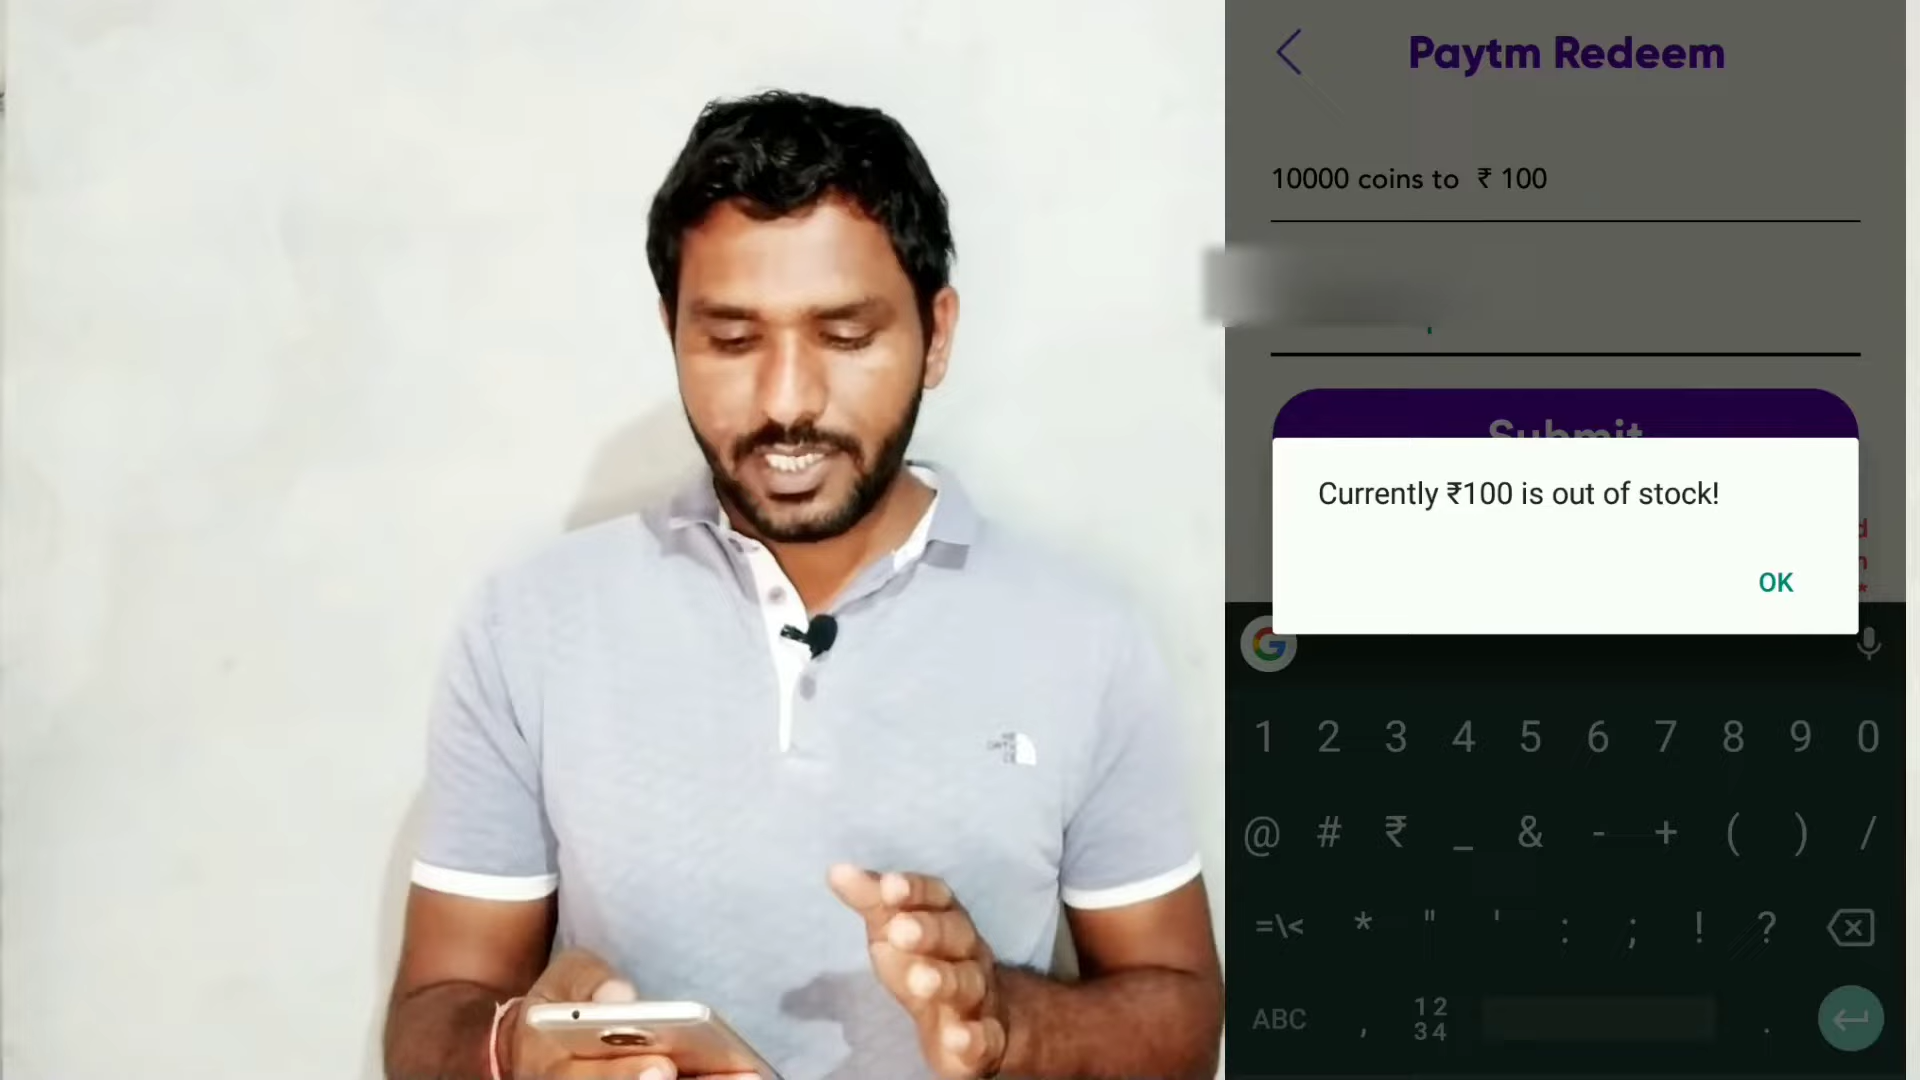 Paytm Redeem
10000 coins to ₹ 100
Submit
Currently ₹100 is out of stock!
OK
1 2 3 4 5 6 7 8 9 0
@ # ₹ _ & - + ( ) /
=\< * " ' : ; ! ?
ABC , 12 34 .